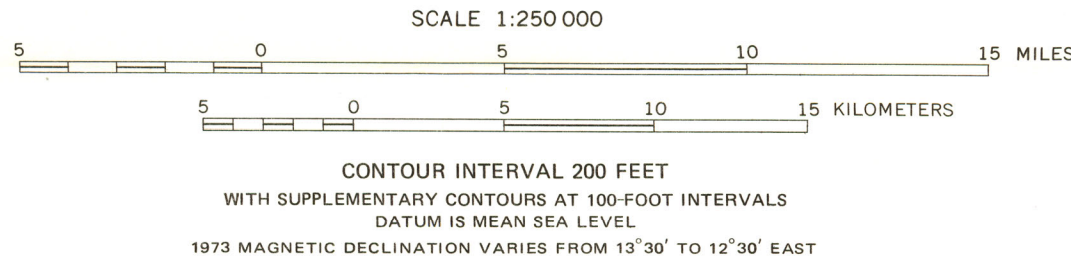 SCALE 1:250 000
5 0 5 10 15 MILES
5 0 5 10 15 KILOMETERS
CONTOUR INTERVAL 200 FEET
WITH SUPPLEMENTARY CONTOURS AT 100-FOOT INTERVALS
DATUM IS MEAN SEA LEVEL
1973 MAGNETIC DECLINATION VARIES FROM 13°30′ TO 12°30′ EAST